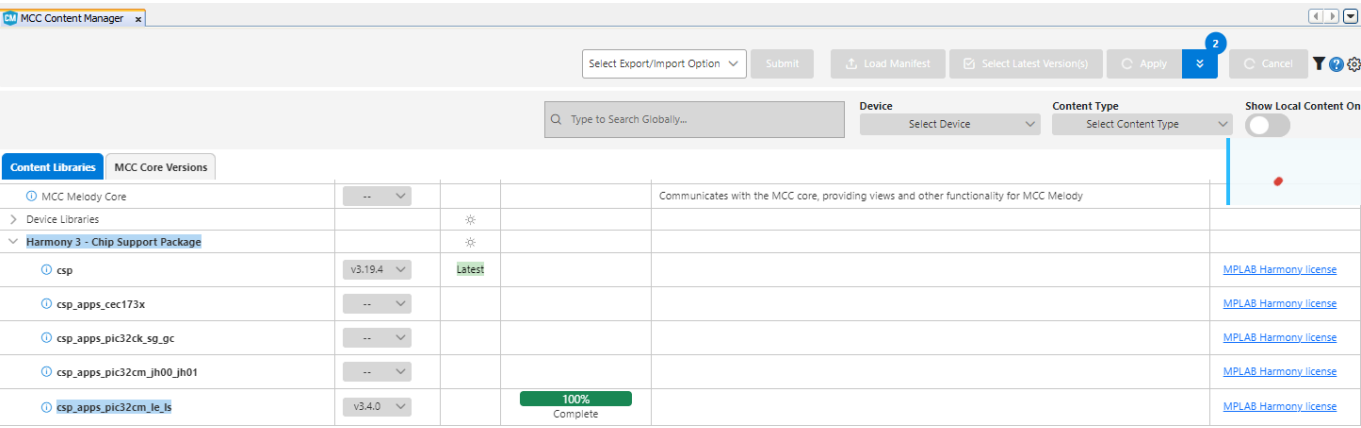 MCC Content Manager x
2
Select Export/Import Option Submit Load Manifest Select Latest Version(s) Apply Cancel
Device Content Type Show Local Content On
Type to Search Globally... Select Device Select Content Type
Content Libraries MCC Core Versions
MCC Melody Core -- Communicates with the MCC core, providing views and other functionality for MCC Melody
Device Libraries
Harmony 3 - Chip Support Package
csp v3.19.4 Latest MPLAB Harmony license
csp_apps_cec173x -- MPLAB Harmony license
csp_apps_pic32ck_sg_gc -- MPLAB Harmony license
csp_apps_pic32cm_jh00_jh01 -- MPLAB Harmony license
csp_apps_pic32cm_le_ls v3.4.0 100% MPLAB Harmony license
Complete